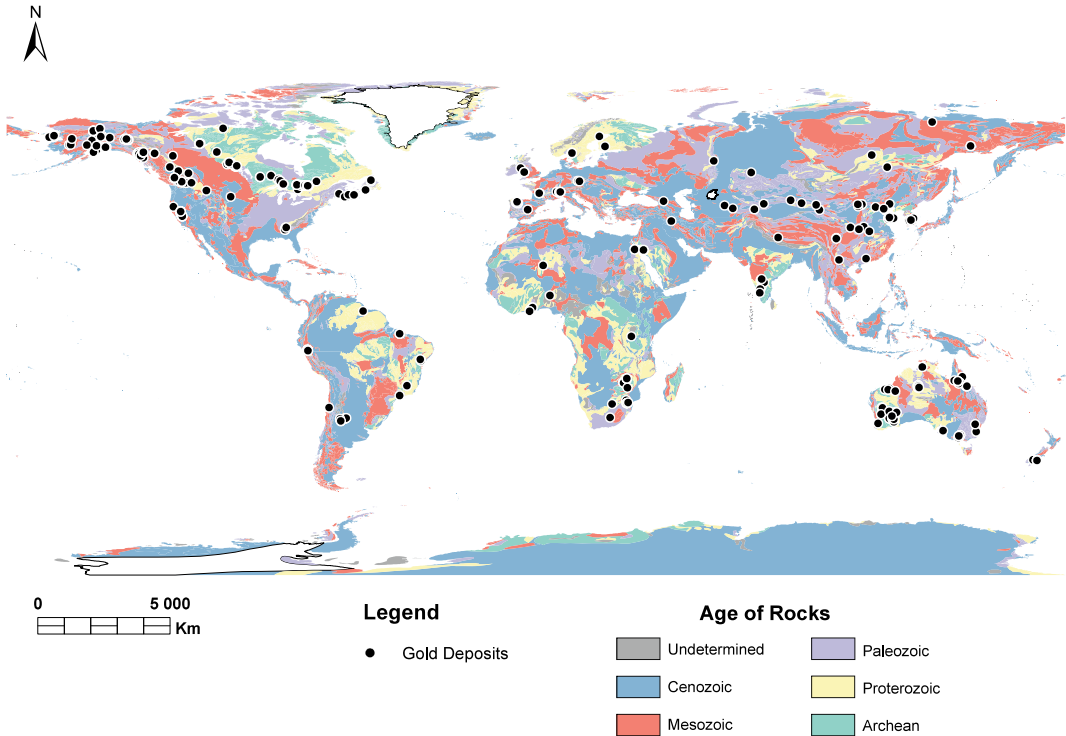 N
0 5 000
Km
Legend
Gold Deposits
Age of Rocks
Undetermined
Paleozoic
Cenozoic
Proterozoic
Mesozoic
Archean